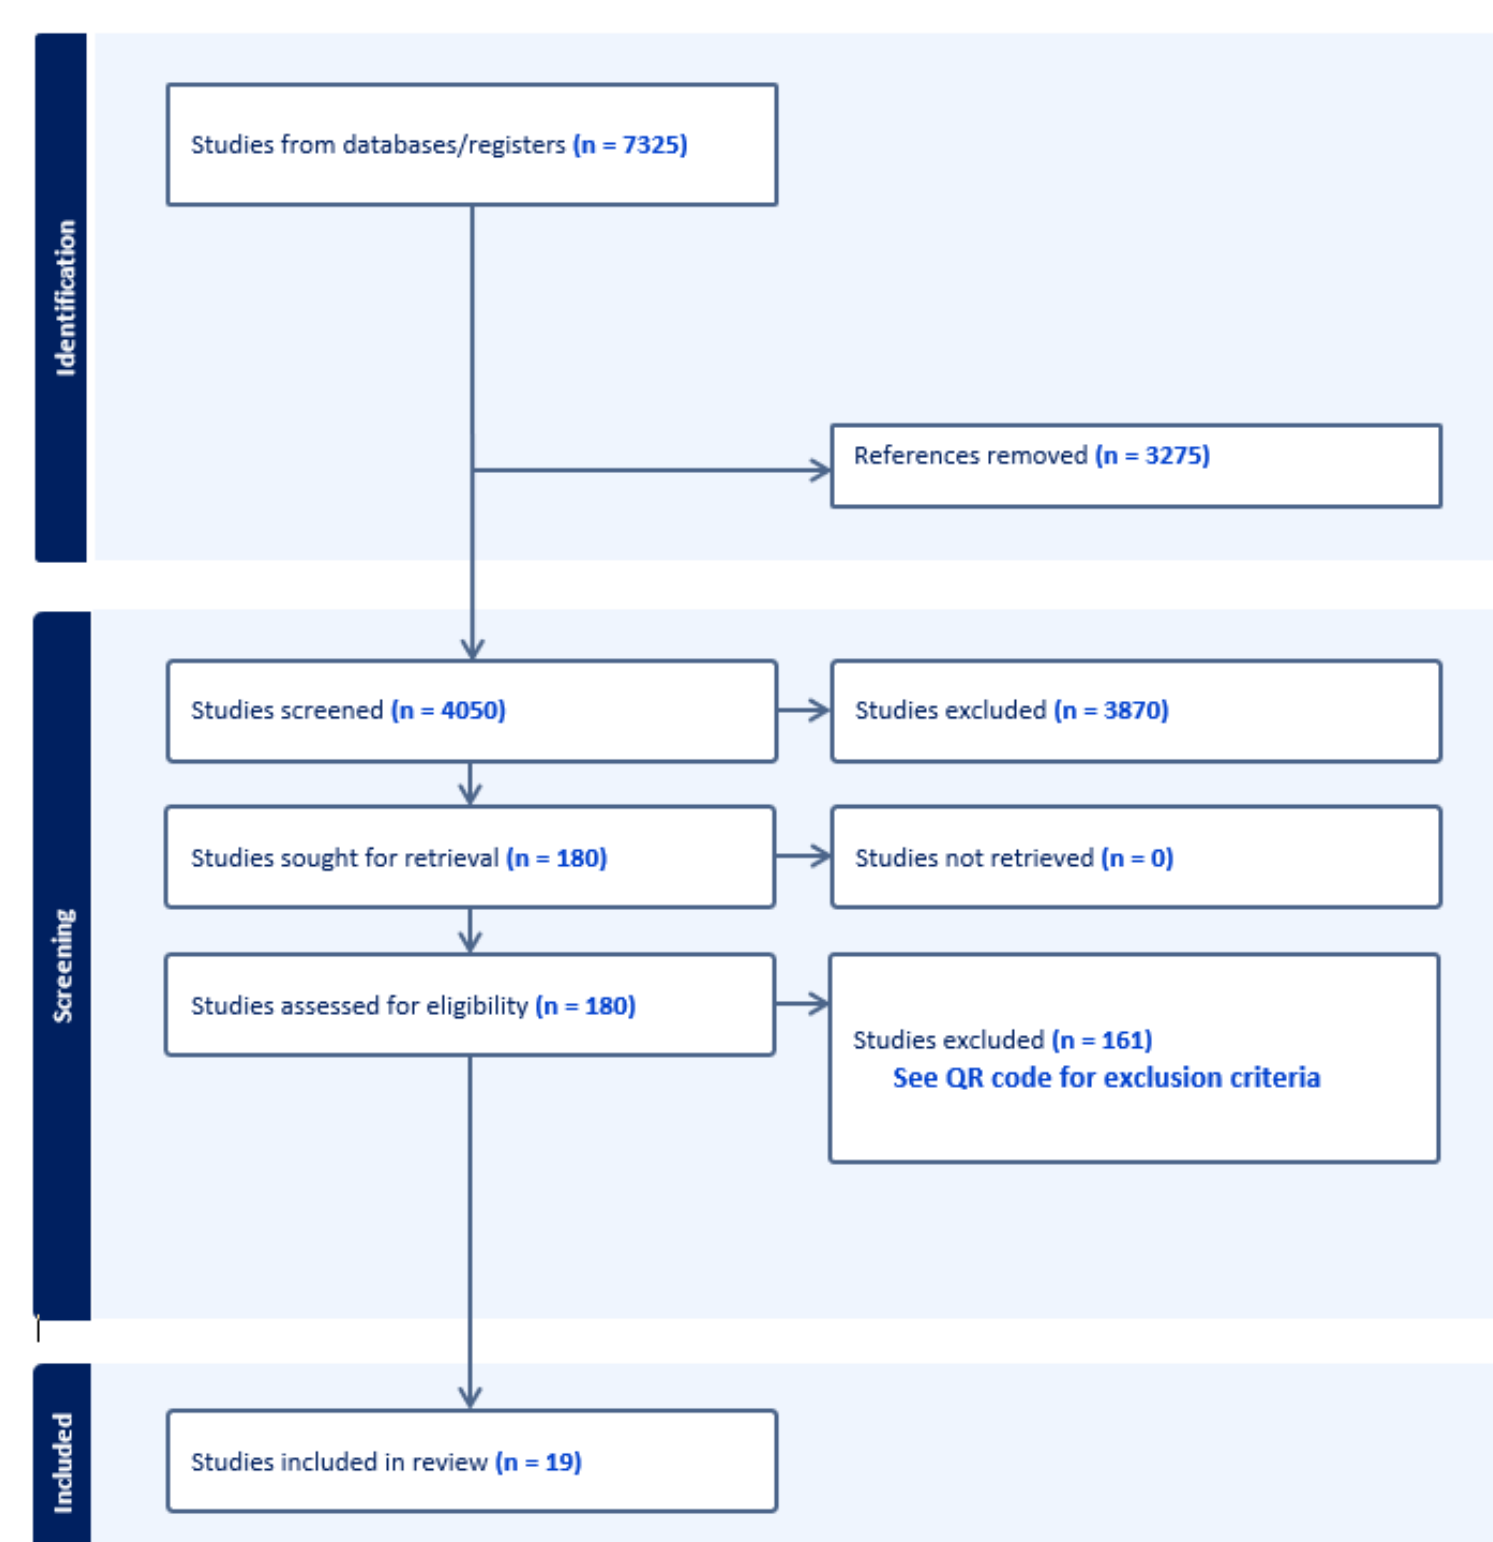 Identification
Studies from databases/registers (n = 7325)
References removed (n = 3275)
Screening
Studies screened (n = 4050)
Studies excluded (n = 3870)
Studies sought for retrieval (n = 180)
Studies not retrieved (n = 0)
Studies assessed for eligibility (n = 180)
Studies excluded (n = 161)
See QR code for exclusion criteria
Included
Studies included in review (n = 19)